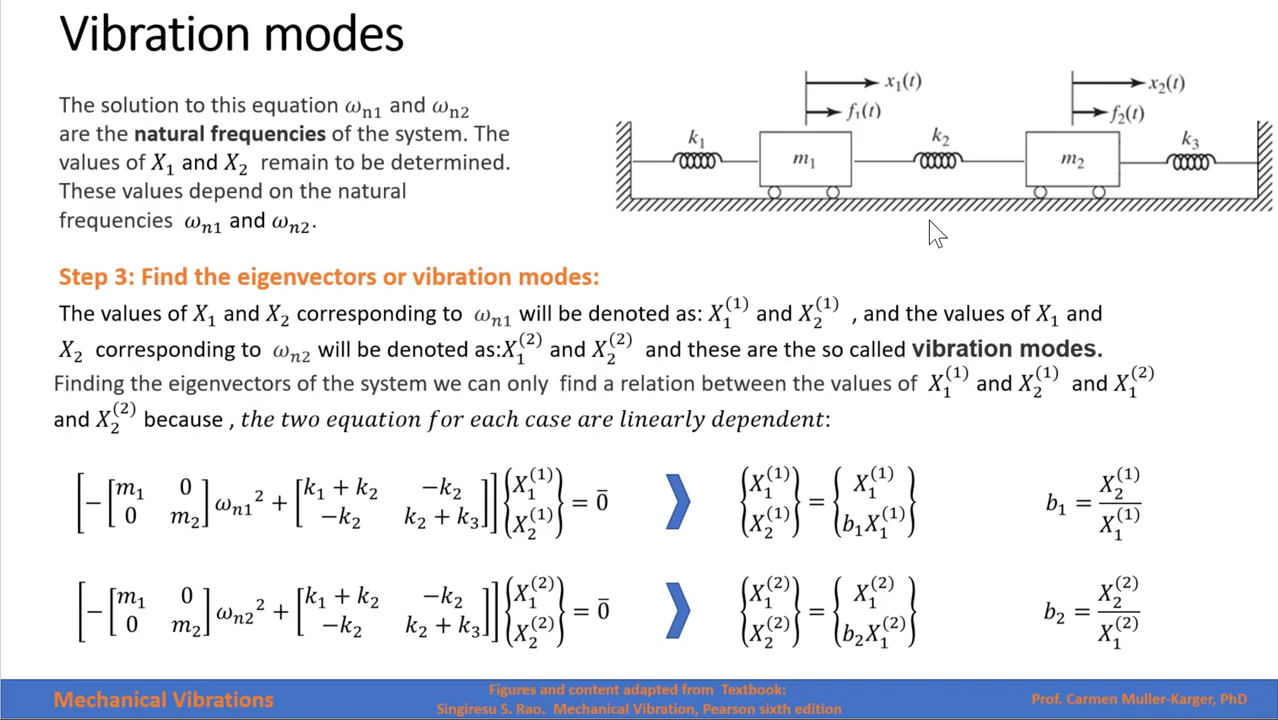 Vibration modes
The solution to this equation ωn1 and ωn2
are the natural frequencies of the system. The
values of X1 and X2 remain to be determined.
These values depend on the natural
frequencies ωn1 and ωn2.
x1(t)
f1(t)
x2(t)
f2(t)
k1
m1
k2
m2
k3
Step 3: Find the eigenvectors or vibration modes:
The values of X1 and X2 corresponding to ωn1 will be denoted as: X1^(1) and X2^(1) , and the values of X1 and
X2 corresponding to ωn2 will be denoted as:X1^(2) and X2^(2) and these are the so called vibration modes.
Finding the eigenvectors of the system we can only find a relation between the values of X1^(1) and X2^(1) and X1^(2)
and X2^(2) because , the two equation for each case are linearly dependent:
[−[m1 0; 0 m2] ωn1² + [k1 + k2 −k2; −k2 k2 + k3]] {X1^(1); X2^(1)} = 0̄ {X1^(1); X2^(1)} = {X1^(1); b1X1^(1)} b1 = X2^(1)/X1^(1)
[−[m1 0; 0 m2] ωn2² + [k1 + k2 −k2; −k2 k2 + k3]] {X1^(2); X2^(2)} = 0̄ {X1^(2); X2^(2)} = {X1^(2); b2X1^(2)} b2 = X2^(2)/X1^(2)
Mechanical Vibrations
Figures and content adapted from Textbook:
Singiresu S. Rao. Mechanical Vibration, Pearson sixth edition
Prof. Carmen Muller-Karger, PhD